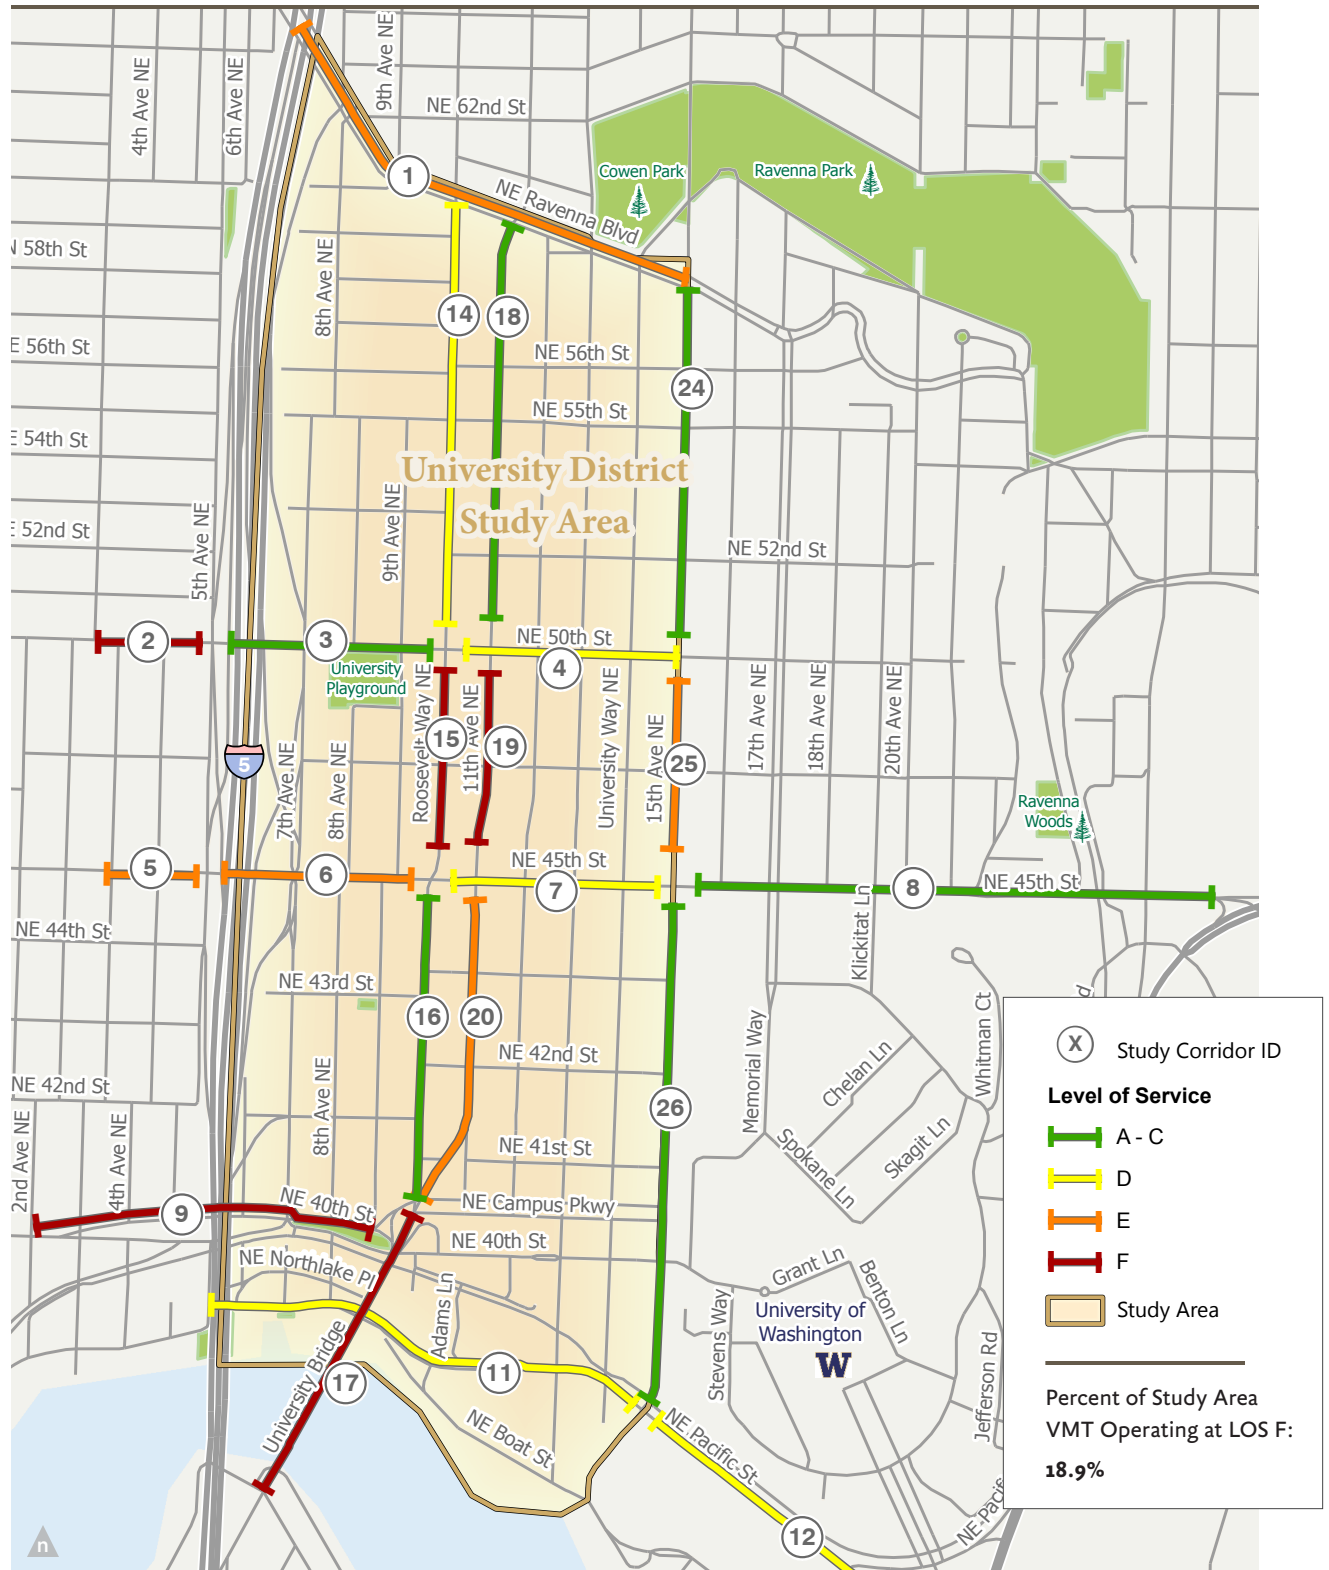 4th Ave NE
6th Ave NE
9th Ave NE
NE 62nd St
Cowen Park
Ravenna Park
1
NE Ravenna Blvd
N 58th St
8th Ave NE
14
18
E 56th St
NE 56th St
24
NE 55th St
E 54th St
University District
Study Area
9th Ave NE
E 52nd St
5th Ave NE
NE 52nd St
2
3
NE 50th St
4
University
Playground
Roosevelt Way NE
11th Ave NE
University Way NE
15th Ave NE
17th Ave NE
18th Ave NE
20th Ave NE
15
19
25
5
7th Ave NE
8th Ave NE
Ravenna
Woods
5
6
NE 45th St
7
8
NE 45th St
Klickitat Ln
NE 44th St
NE 43rd St
16
20
NE 42nd St
NE 42nd St
Memorial Way
Chelan Ln
Whitman Ct
d
2nd Ave NE
4th Ave NE
8th Ave NE
26
NE 41st St
Spokane Ln
Skagit Ln
9
NE 40th St
NE Campus Pkwy
NE 40th St
NE Northlake Pl
Adams Ln
Grant Ln
Benton Ln
University of
Washington
W
Stevens Way
Jefferson Rd
University Bridge
17
11
NE Boat St
NE Pacific St
12
NE Pacific
n
X
Study Corridor ID
Level of Service
A - C
D
E
F
Study Area
Percent of Study Area
VMT Operating at LOS F:
18.9%